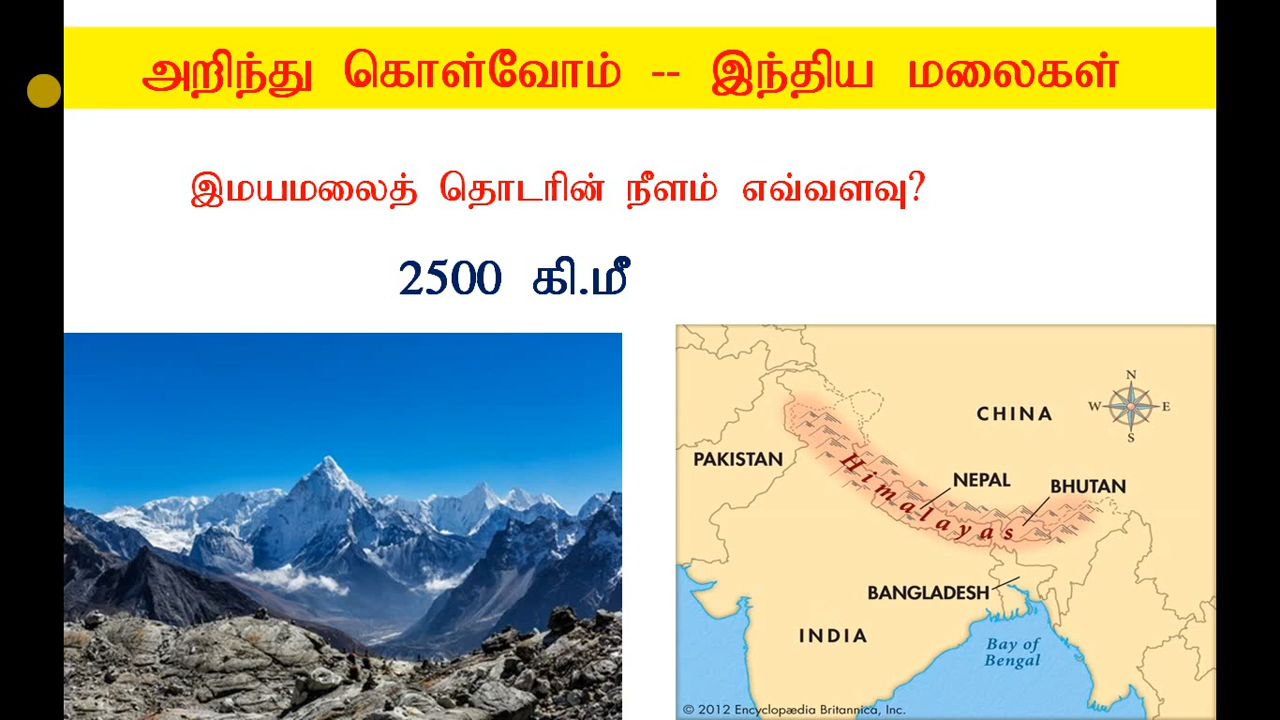 அறிந்து கொள்வோம் -- இந்திய மலைகள்
இமயமலைத் தொடரின் நீளம் எவ்வளவு?
2500 கி.மீ
N
W E
S
CHINA
PAKISTAN
NEPAL
BHUTAN
Himalayas
BANGLADESH
INDIA
Bay of
Bengal
© 2012 Encyclopædia Britannica, Inc.